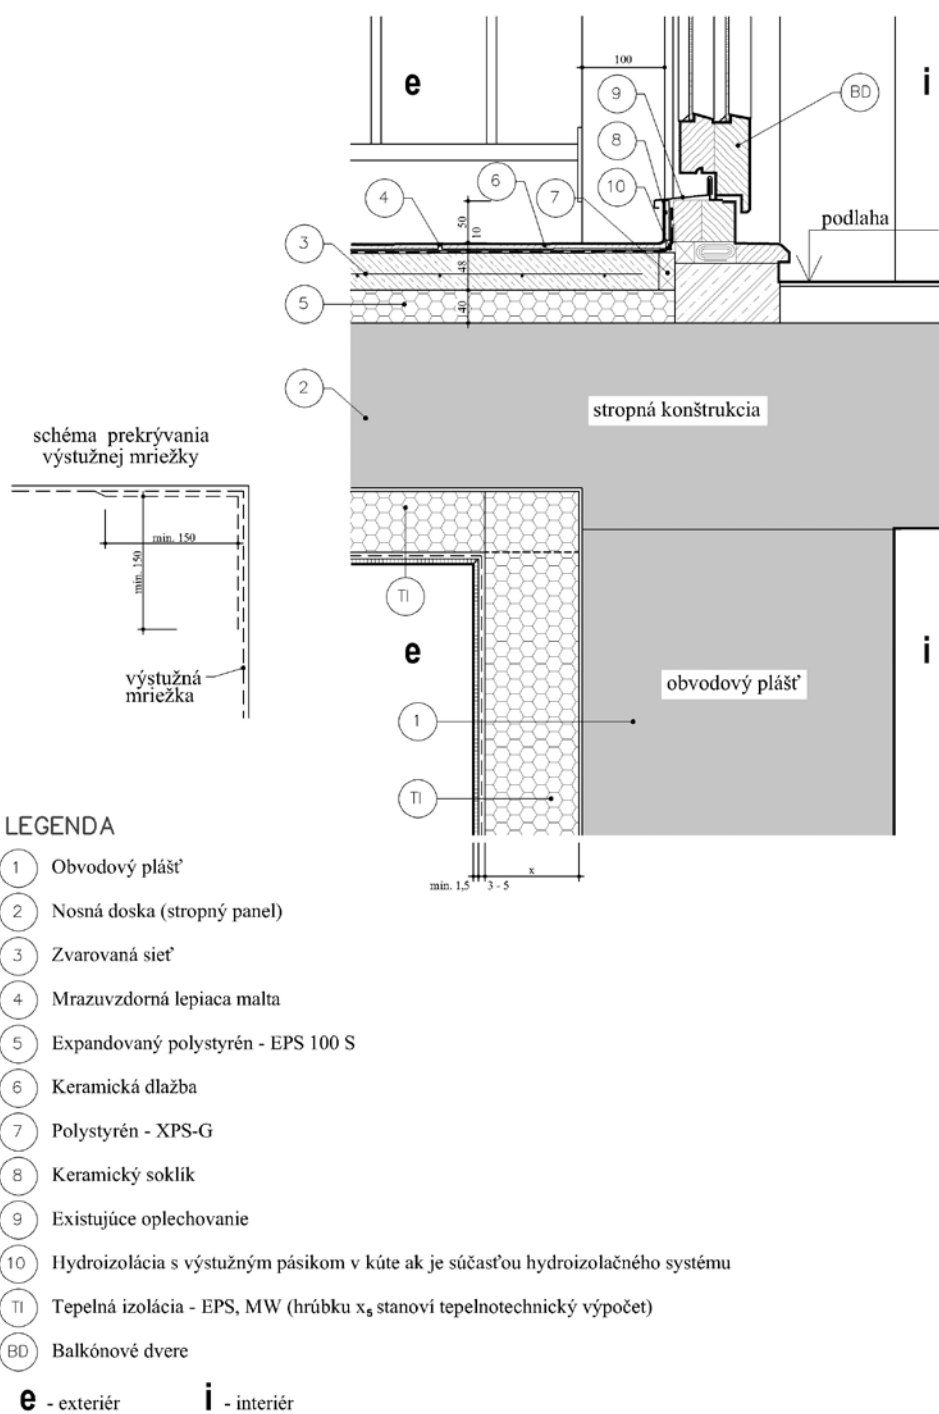 e
100
i
9
BD
8
6
10
4
7
50
10
podlaha
3
48
5
40
2
stropná konštrukcia
schéma prekrývania
výstužnej mriežky
min. 150
min. 150
TI
e
i
výstužná
mriežka
obvodový plášť
1
TI
x
min. 1,5
3 - 5
LEGENDA
1 Obvodový plášť
2 Nosná doska (stropný panel)
3 Zvarovaná sieť
4 Mrazuvzdorná lepiaca malta
5 Expandovaný polystyrén - EPS 100 S
6 Keramická dlažba
7 Polystyrén - XPS-G
8 Keramický soklík
9 Existujúce oplechovanie
10 Hydroizolácia s výstužným pásikom v kúte ak je súčasťou hydroizolačného systému
TI Tepelná izolácia - EPS, MW (hrúbku x₅ stanoví tepelnotechnický výpočet)
BD Balkónové dvere
e - exteriér i - interiér